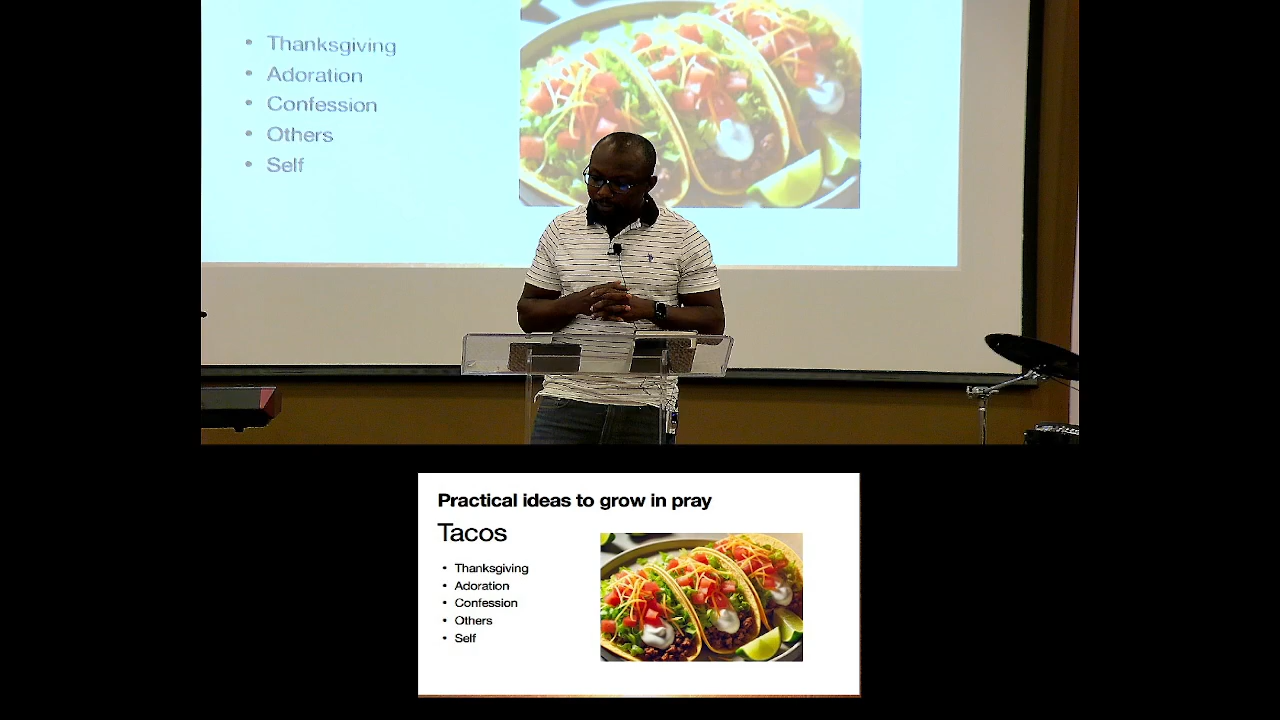 • Thanksgiving
• Adoration
• Confession
• Others
• Self
Practical ideas to grow in pray
Tacos
• Thanksgiving
• Adoration
• Confession
• Others
• Self